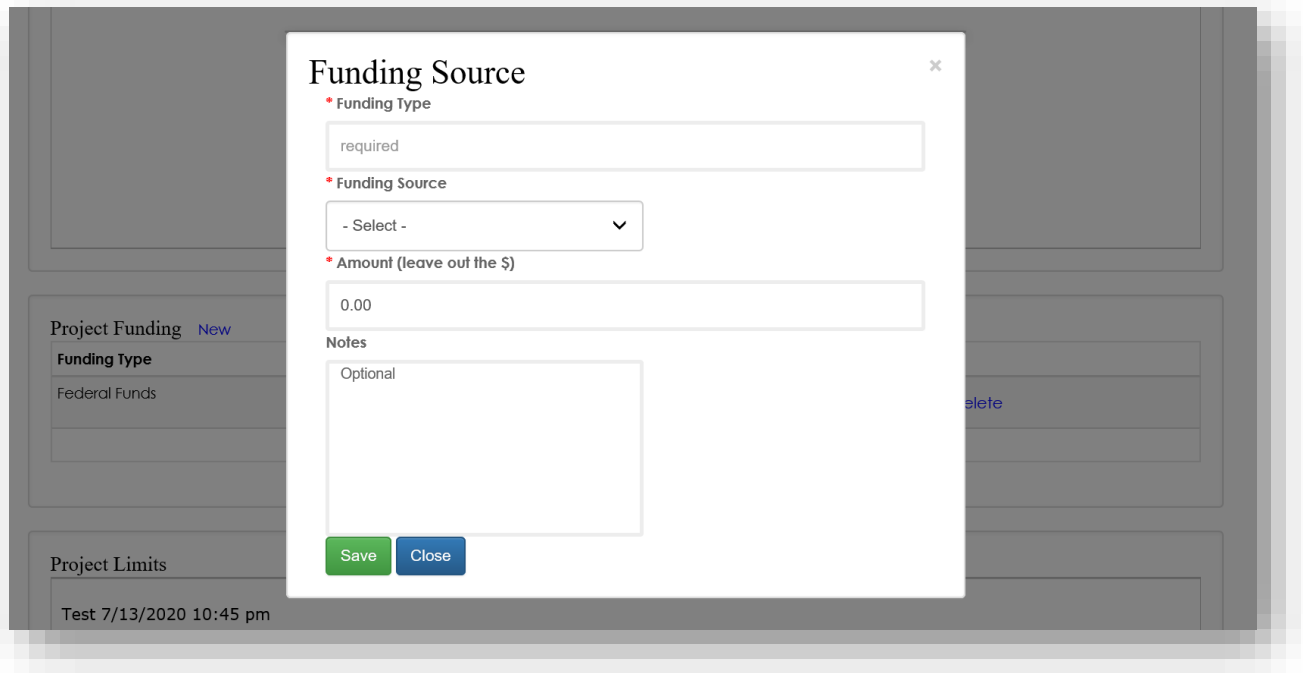 Funding Source
×
* Funding Type
required
* Funding Source
- Select -
* Amount (leave out the $)
0.00
Notes
Optional
Save Close
Project Funding New
Funding Type
Federal Funds
elete
Project Limits
Test 7/13/2020 10:45 pm